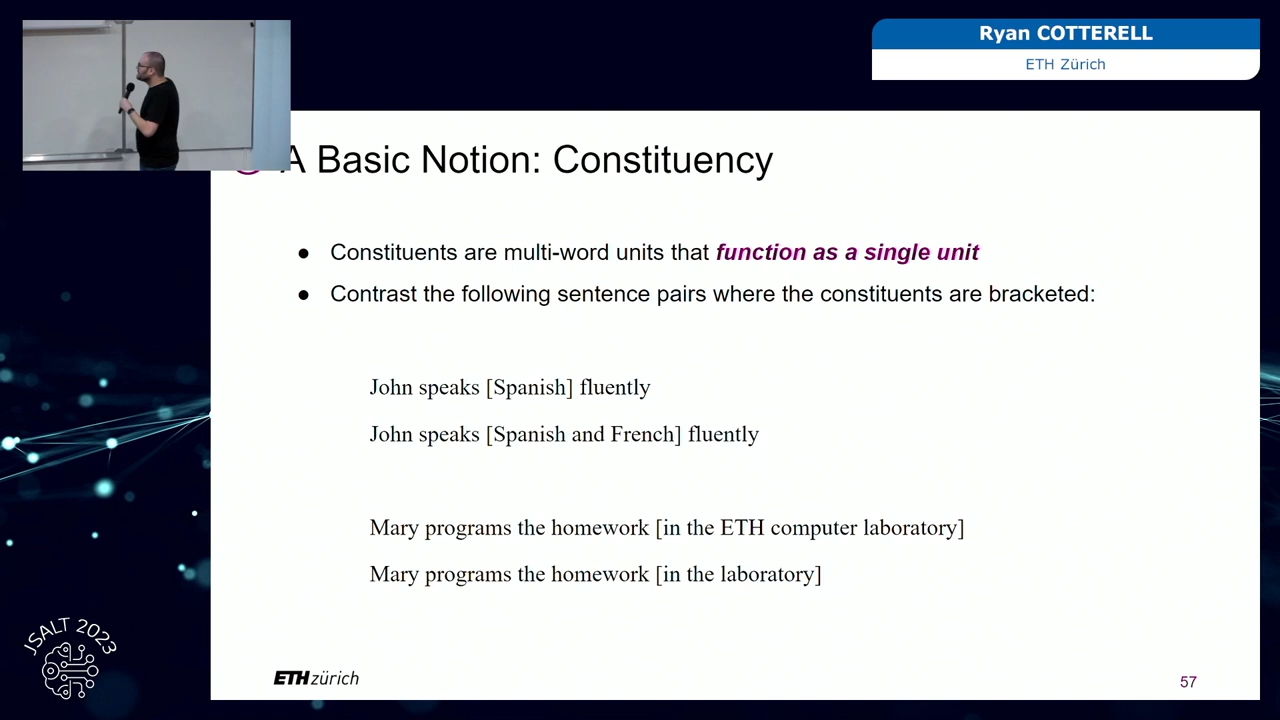 Ryan COTTERELL
ETH Zürich
A Basic Notion: Constituency
● Constituents are multi-word units that function as a single unit
● Contrast the following sentence pairs where the constituents are bracketed:
John speaks [Spanish] fluently
John speaks [Spanish and French] fluently
Mary programs the homework [in the ETH computer laboratory]
Mary programs the homework [in the laboratory]
JSALT 2023
ETH zürich
57